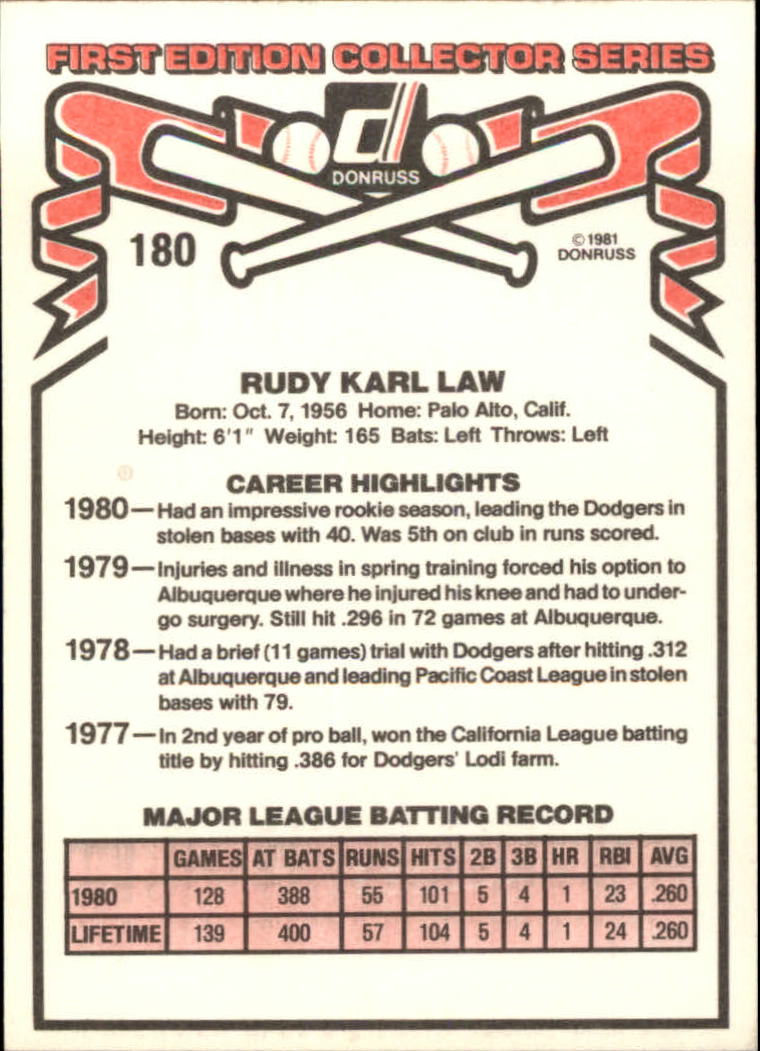 FIRST EDITION COLLECTOR SERIES
d
DONRUSS
180
©1981
DONRUSS
RUDY KARL LAW
Born: Oct. 7, 1956 Home: Palo Alto, Calif.
Height: 6'1" Weight: 165 Bats: Left Throws: Left
CAREER HIGHLIGHTS
1980—Had an impressive rookie season, leading the Dodgers in
stolen bases with 40. Was 5th on club in runs scored.
1979—Injuries and illness in spring training forced his option to
Albuquerque where he injured his knee and had to under-
go surgery. Still hit .296 in 72 games at Albuquerque.
1978—Had a brief (11 games) trial with Dodgers after hitting .312
at Albuquerque and leading Pacific Coast League in stolen
bases with 79.
1977—In 2nd year of pro ball, won the California League batting
title by hitting .386 for Dodgers' Lodi farm.
MAJOR LEAGUE BATTING RECORD
GAMES AT BATS RUNS HITS 2B 3B HR RBI AVG
1980 128 388 55 101 5 4 1 23 .260
LIFETIME 139 400 57 104 5 4 1 24 .260